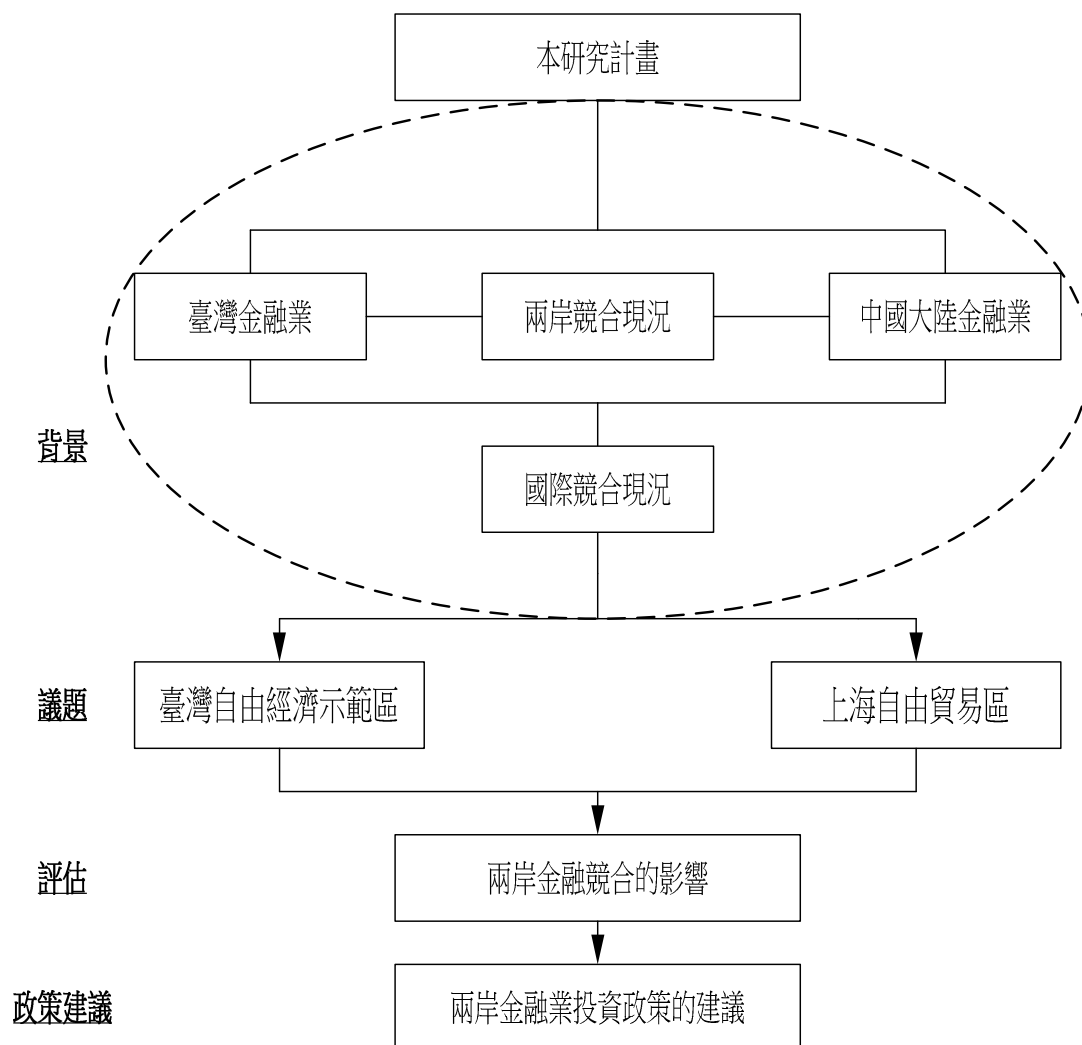 本研究計畫
臺灣金融業
兩岸競合現況
中國大陸金融業
背景
國際競合現況
議題
臺灣自由經濟示範區
上海自由貿易區
評估
兩岸金融競合的影響
政策建議
兩岸金融業投資政策的建議